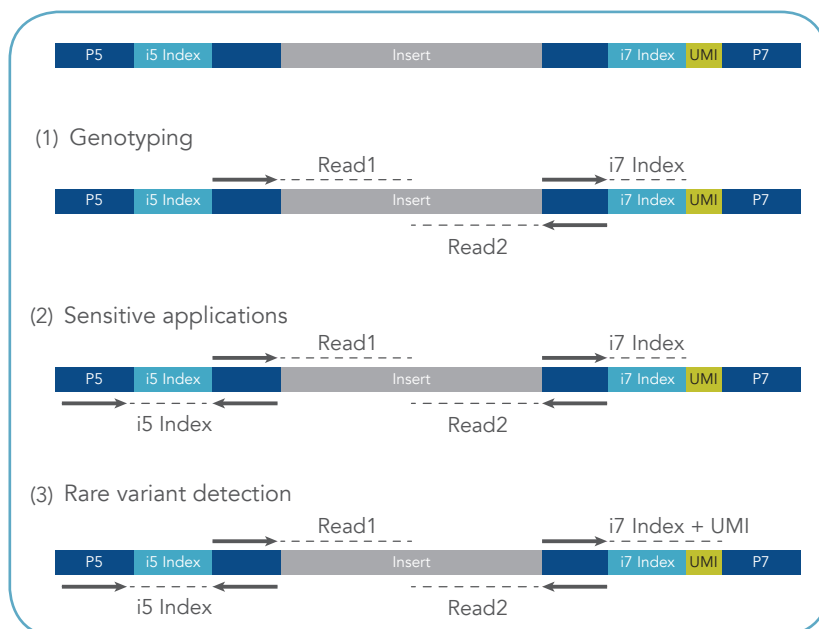 P5 i5 Index Insert i7 Index UMI P7
(1) Genotyping
Read1 i7 Index
P5 i5 Index Insert i7 Index UMI P7
Read2
(2) Sensitive applications
Read1 i7 Index
P5 i5 Index Insert i7 Index UMI P7
i5 Index Read2
(3) Rare variant detection
Read1 i7 Index + UMI
P5 i5 Index Insert i7 Index UMI P7
i5 Index Read2